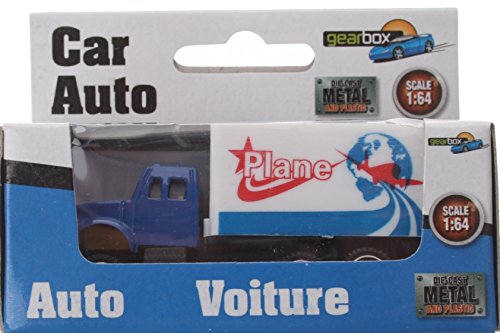 Car
Auto
gearbox
DIE CAST
METAL
AND PLASTIC
SCALE
1:64
Plane
gearbox
SCALE
1:64
Auto
Voiture
DIE CAST
METAL
AND PLASTIC